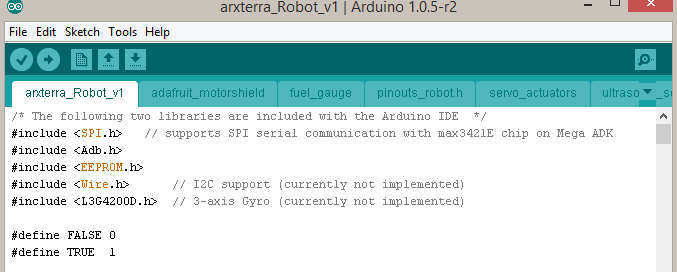 arxterra_Robot_v1 | Arduino 1.0.5-r2
File Edit Sketch Tools Help
arxterra_Robot_v1 adafruit_motorshield fuel_gauge pinouts_robot.h servo_actuators ultraso
/* The following two libraries are included with the Arduino IDE */
#include <SPI.h> // supports SPI serial communication with max3421E chip on Mega ADK
#include <Adb.h>
#include <EEPROM.h>
#include <Wire.h> // I2C support (currently not implemented)
#include <L3G4200D.h> // 3-axis Gyro (currently not implemented)
#define FALSE 0
#define TRUE 1